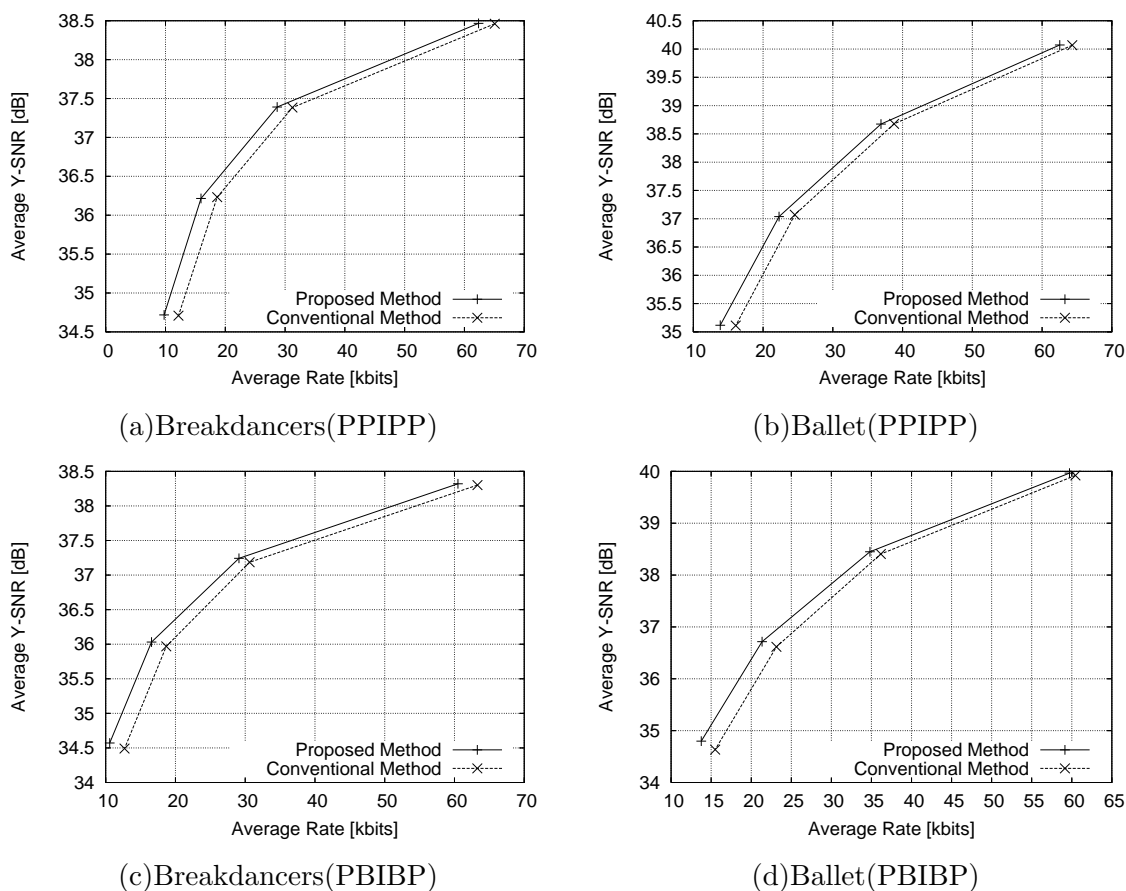 38.5
38
37.5
37
36.5
36
35.5
35
34.5
0 10 20 30 40 50 60 70
Average Y-SNR [dB]
Average Rate [kbits]
Proposed Method
Conventional Method
(a)Breakdancers(PPIPP)
40.5
40
39.5
39
38.5
38
37.5
37
36.5
36
35.5
35
10 20 30 40 50 60 70
Average Y-SNR [dB]
Average Rate [kbits]
Proposed Method
Conventional Method
(b)Ballet(PPIPP)
38.5
38
37.5
37
36.5
36
35.5
35
34.5
34
10 20 30 40 50 60 70
Average Y-SNR [dB]
Average Rate [kbits]
Proposed Method
Conventional Method
(c)Breakdancers(PBIBP)
40
39
38
37
36
35
34
10 15 20 25 30 35 40 45 50 55 60 65
Average Y-SNR [dB]
Average Rate [kbits]
Proposed Method
Conventional Method
(d)Ballet(PBIBP)